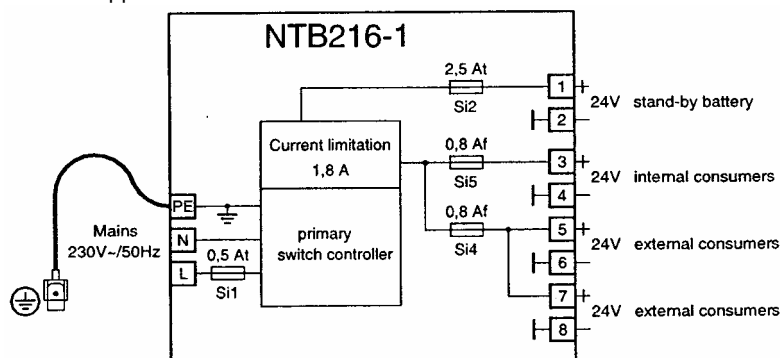 NTB216-1
2,5 At
Si2
1 +
24V stand-by battery
2 –
Current limitation
1,8 A
0,8 Af
Si5
3 +
24V internal consumers
4 –
PE
Mains
230V~/50Hz
N
0,5 At
L
Si1
primary
switch controller
0,8 Af
Si4
5 +
24V external consumers
6 –
7 +
24V external consumers
8 –